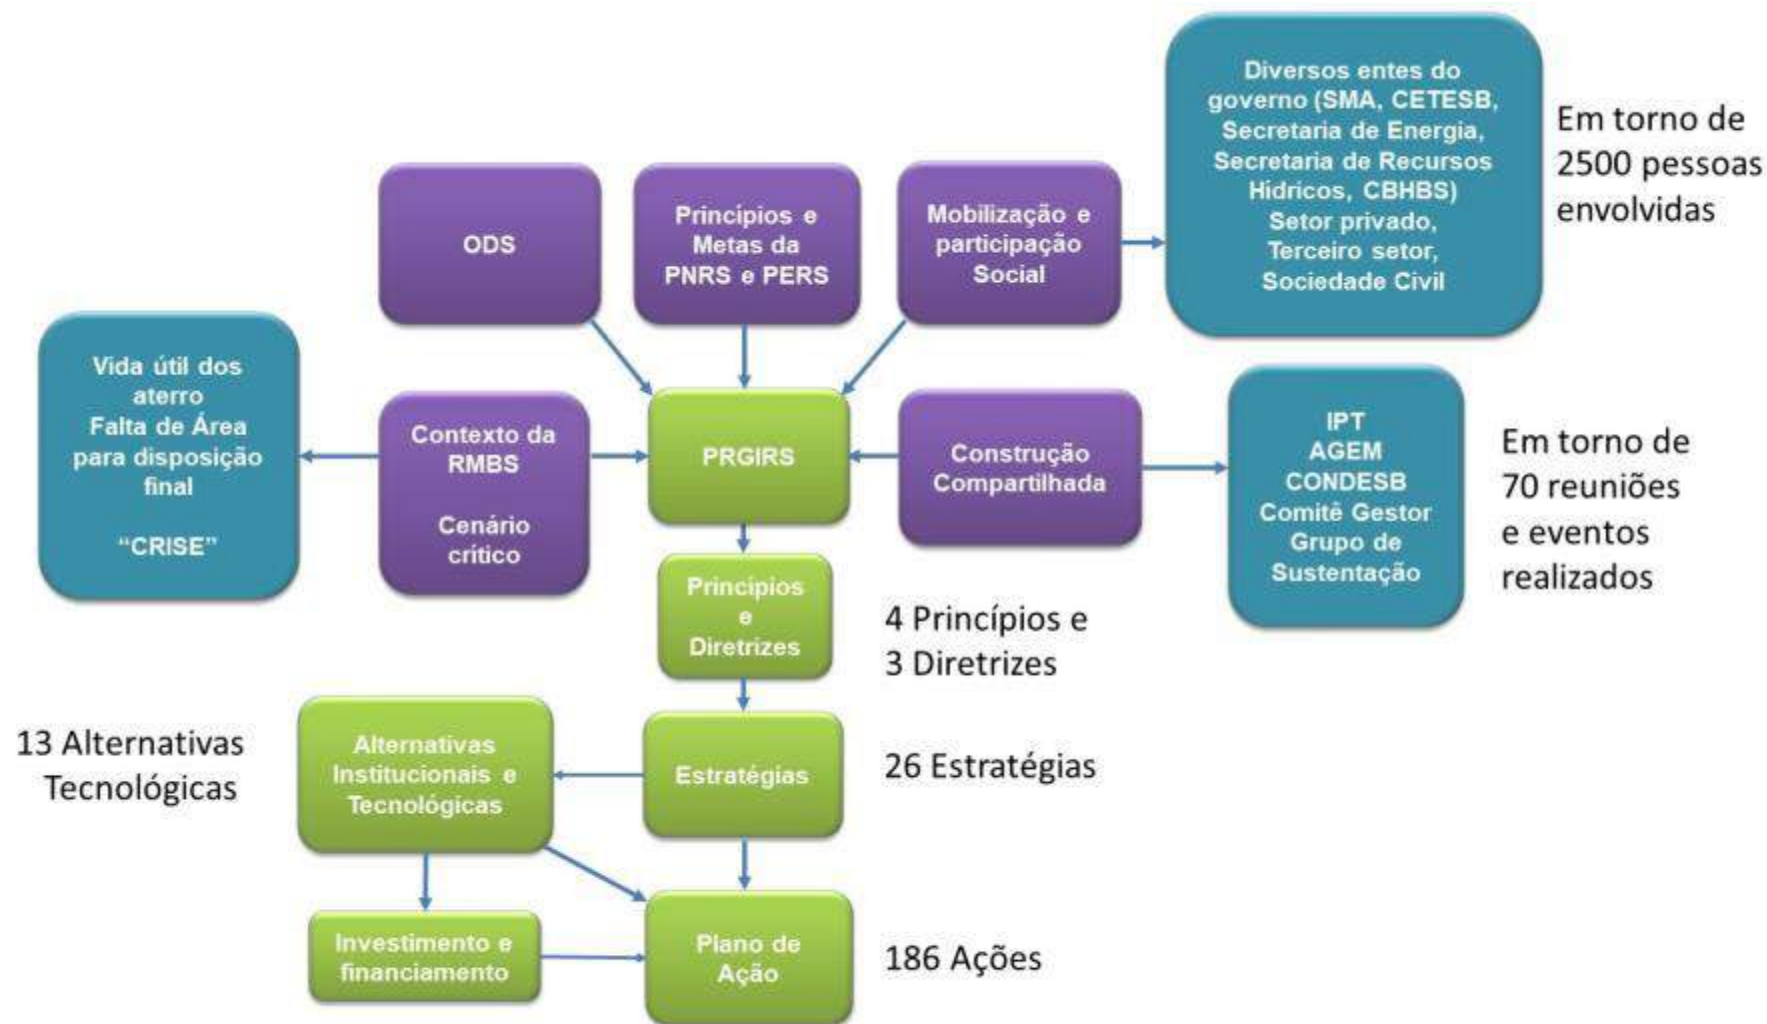 Diversos entes do
governo (SMA, CETESB,
Secretaria de Energia,
Secretaria de Recursos
Hidricos, CBHBS)
Setor privado,
Terceiro setor,
Sociedade Civil
Em torno de
2500 pessoas
envolvidas
ODS
Princípios e
Metas da
PNRS e PERS
Mobilização e
participação
Social
Vida útil dos
aterro
Falta de Área
para disposição
final
“CRISE”
Contexto da
RMBS
Cenário
crítico
PRGIRS
Construção
Compartilhada
IPT
AGEM
CONDESB
Comitê Gestor
Grupo de
Sustentação
Em torno de
70 reuniões
e eventos
realizados
Princípios
e
Diretrizes
4 Princípios e
3 Diretrizes
13 Alternativas
Tecnológicas
Alternativas
Institucionais e
Tecnológicas
Estratégias
26 Estratégias
Investimento e
financiamento
Plano de
Ação
186 Ações